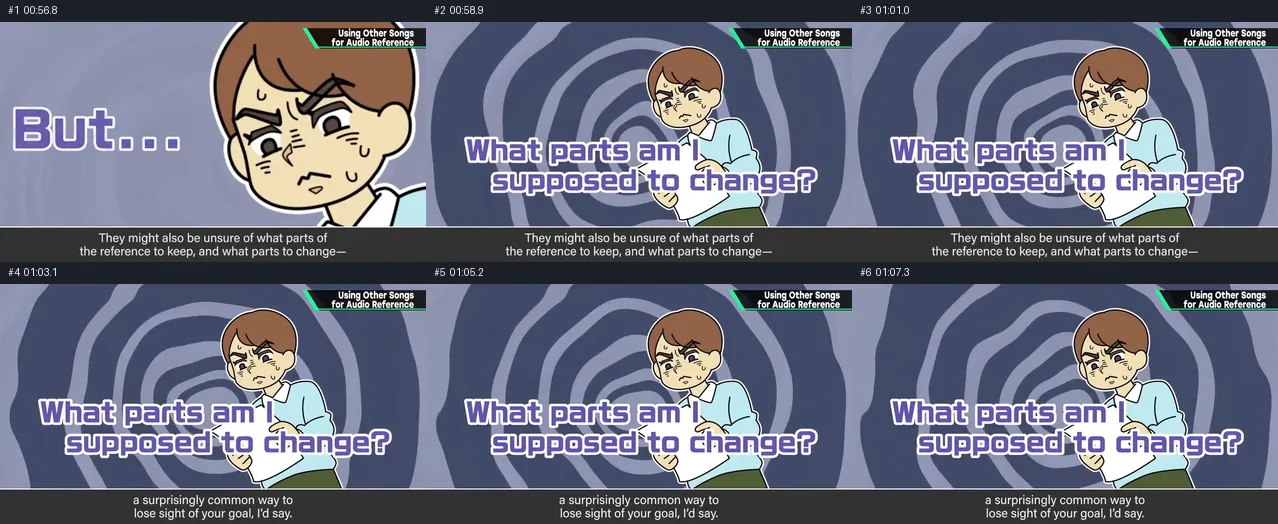 #1 00:56.8
Using Other Songs
for Audio Reference
But...
They might also be unsure of what parts of
the reference to keep, and what parts to change—
#2 00:58.9
Using Other Songs
for Audio Reference
What parts am I
supposed to change?
They might also be unsure of what parts of
the reference to keep, and what parts to change—
#3 01:01.0
Using Other Songs
for Audio Reference
What parts am I
supposed to change?
They might also be unsure of what parts of
the reference to keep, and what parts to change—
#4 01:03.1
Using Other Songs
for Audio Reference
What parts am I
supposed to change?
a surprisingly common way to
lose sight of your goal, I'd say.
#5 01:05.2
Using Other Songs
for Audio Reference
What parts am I
supposed to change?
a surprisingly common way to
lose sight of your goal, I'd say.
#6 01:07.3
Using Other Songs
for Audio Reference
What parts am I
supposed to change?
a surprisingly common way to
lose sight of your goal, I'd say.